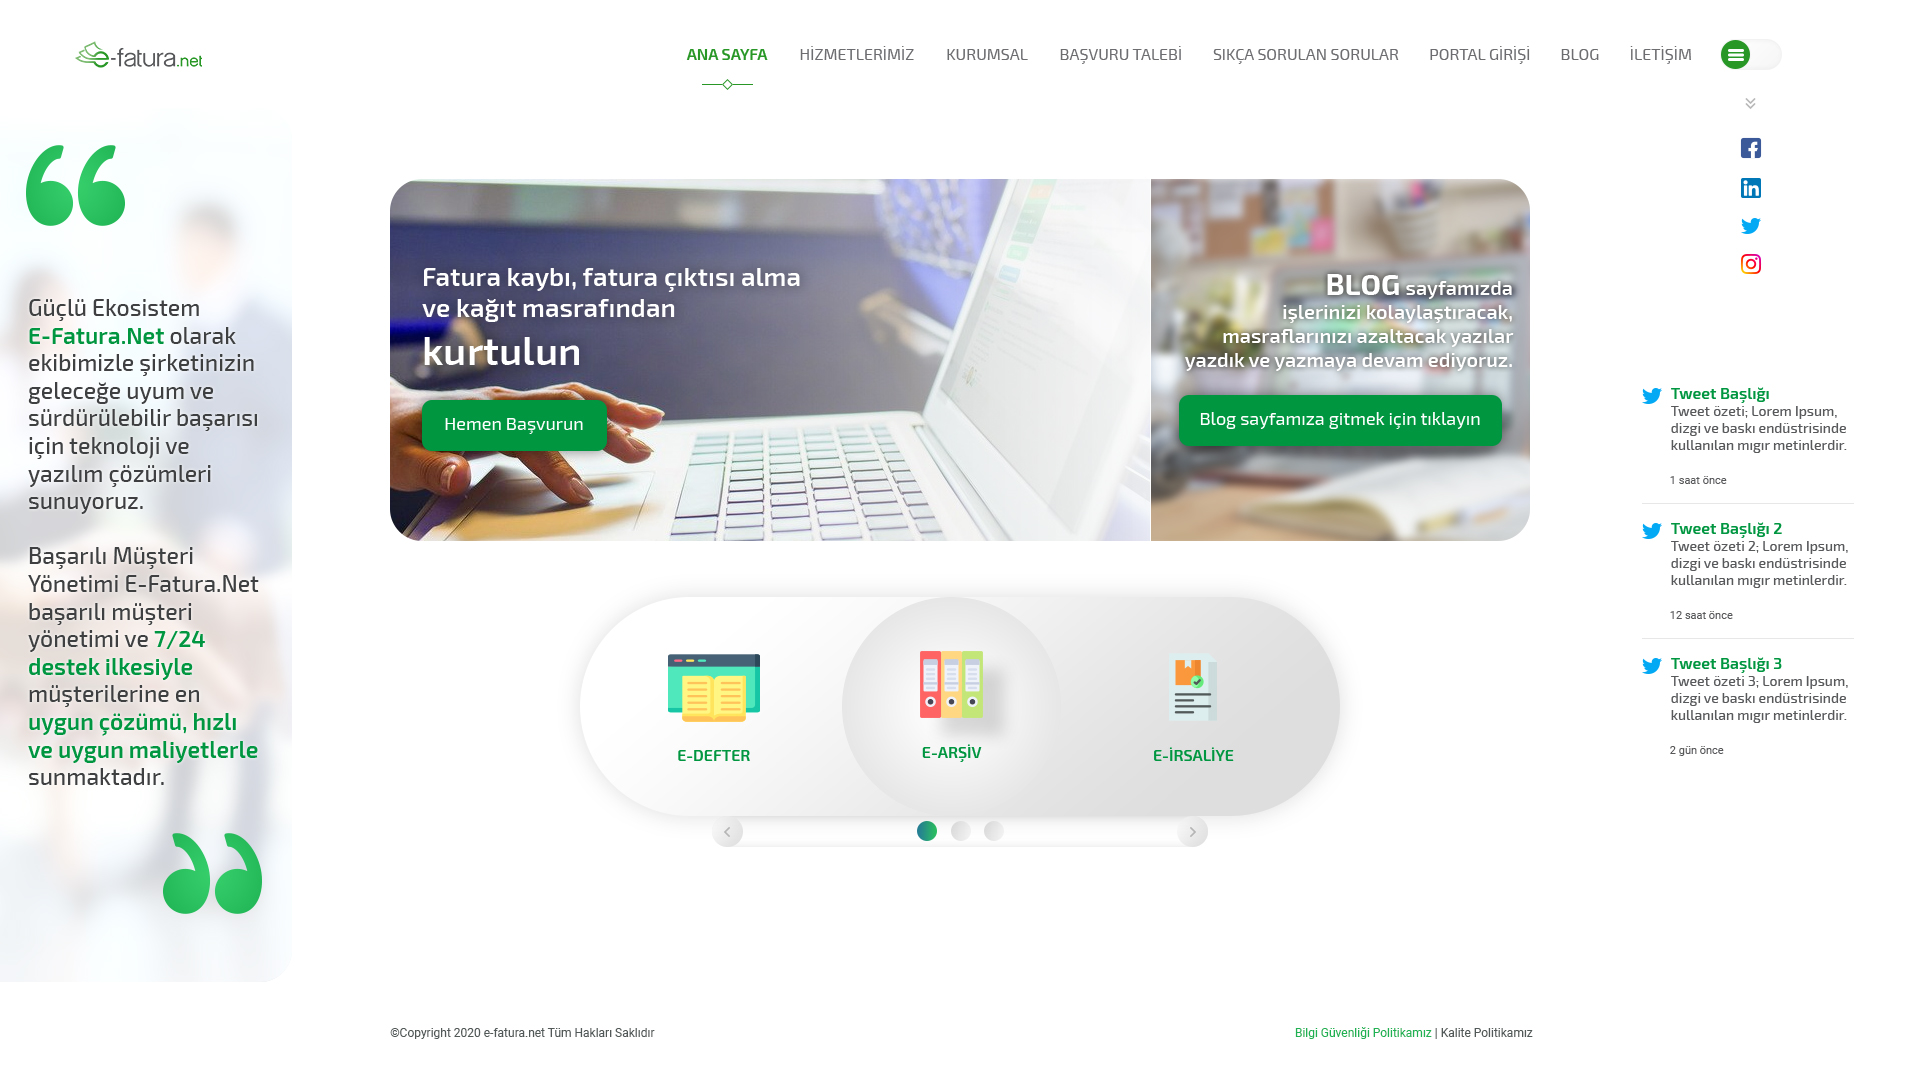 e-fatura.net
ANA SAYFA
HİZMETLERİMİZ
KURUMSAL
BAŞVURU TALEBİ
SIKÇA SORULAN SORULAR
PORTAL GİRİŞİ
BLOG
İLETİŞİM
Güçlü Ekosistem
E-Fatura.Net olarak
ekibimizle şirketinizin
geleceğe uyum ve
sürdürülebilir başarısı
için teknoloji ve
yazılım çözümleri
sunuyoruz.
Başarılı Müşteri
Yönetimi E-Fatura.Net
başarılı müşteri
yönetimi ve 7/24
destek ilkesiyle
müşterilerine en
uygun çözümü, hızlı
ve uygun maliyetlerle
sunmaktadır.
Fatura kaybı, fatura çıktısı alma
ve kağıt masrafından
kurtulun
Hemen Başvurun
BLOG sayfamızda
işlerinizi kolaylaştıracak,
masraflarınızı azaltacak yazılar
yazdık ve yazmaya devam ediyoruz.
Blog sayfamıza gitmek için tıklayın
E-DEFTER
E-ARŞİV
E-İRSALİYE
Tweet Başlığı
Tweet özeti; Lorem Ipsum,
dizgi ve baskı endüstrisinde
kullanılan mıgır metinlerdir.
1 saat önce
Tweet Başlığı 2
Tweet özeti 2; Lorem Ipsum,
dizgi ve baskı endüstrisinde
kullanılan mıgır metinlerdir.
12 saat önce
Tweet Başlığı 3
Tweet özeti 3; Lorem Ipsum,
dizgi ve baskı endüstrisinde
kullanılan mıgır metinlerdir.
2 gün önce
©Copyright 2020 e-fatura.net Tüm Hakları Saklıdır
Bilgi Güvenliği Politikamız | Kalite Politikamız